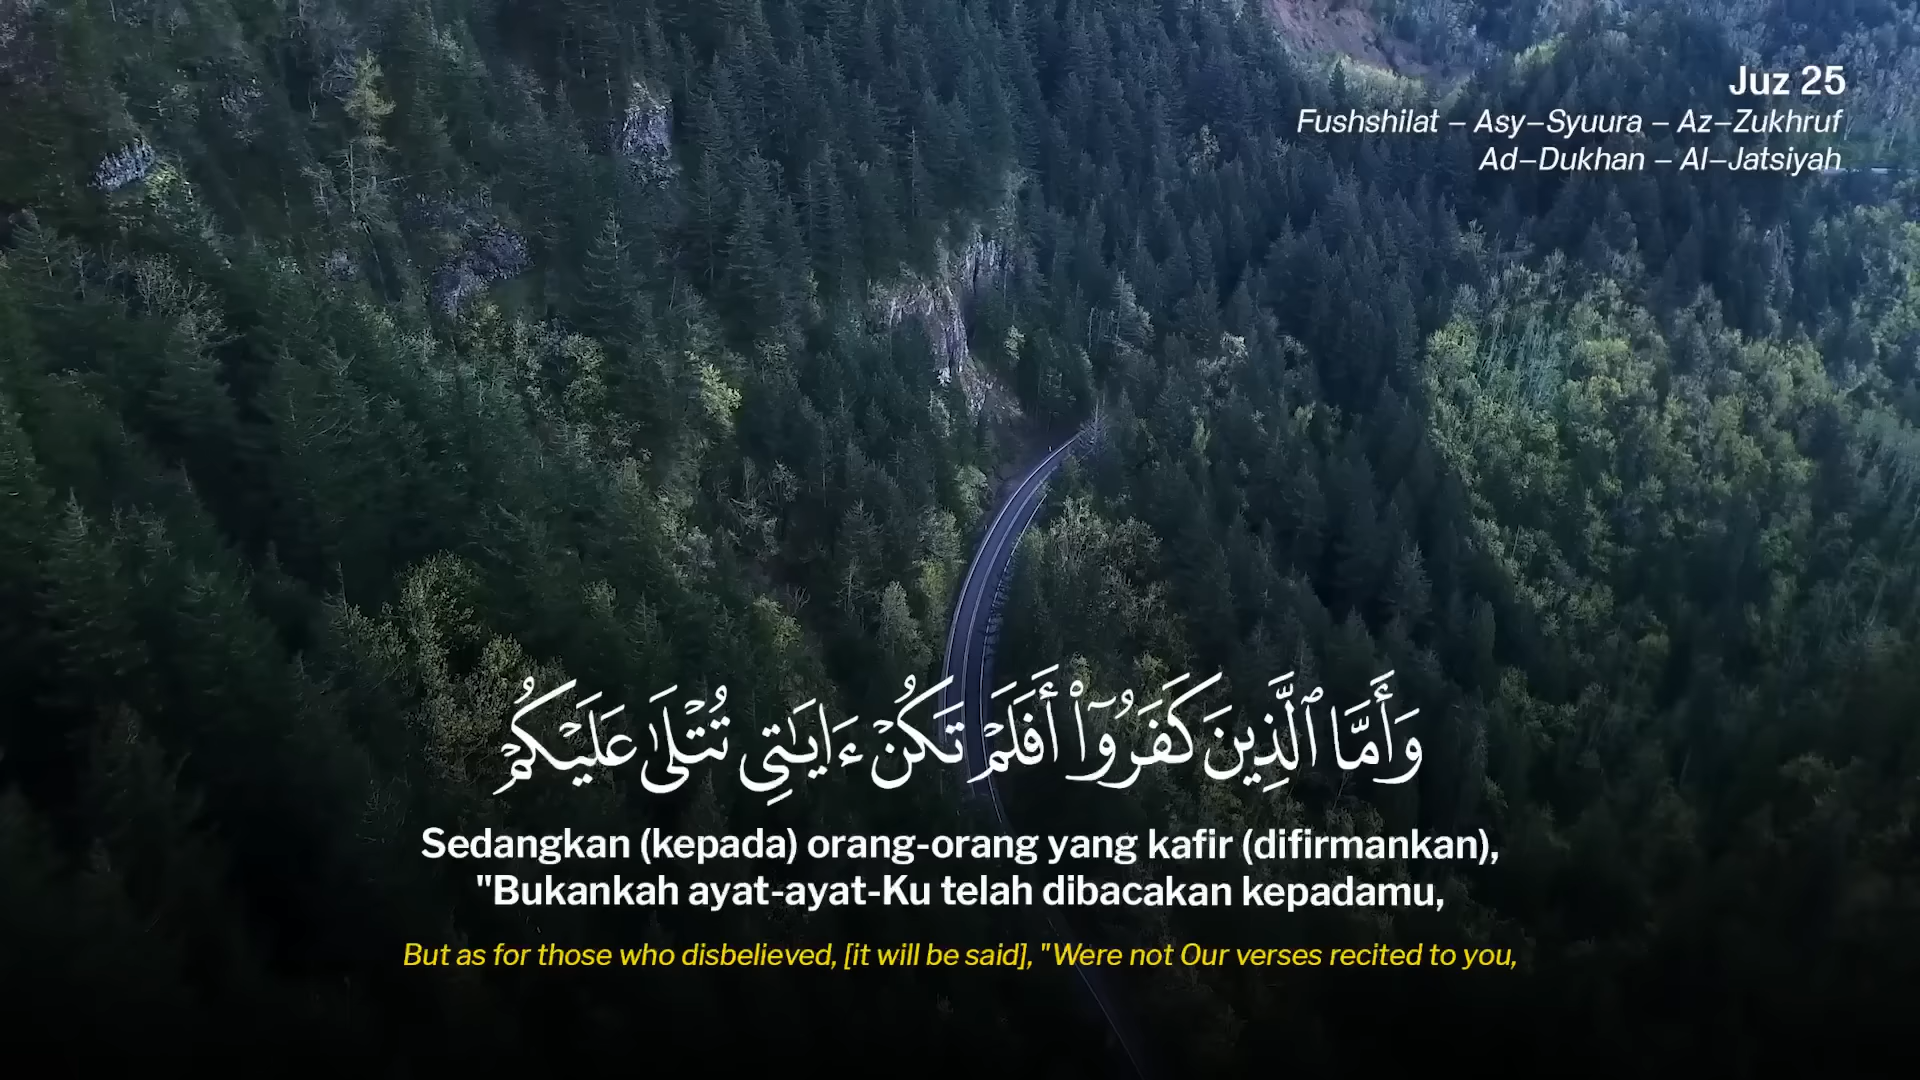 Juz 25
Fushshilat – Asy–Syuura – Az–Zukhruf
Ad–Dukhan – Al–Jatsiyah
وَأَمَّا ٱلَّذِينَ كَفَرُوٓا۟ أَفَلَمْ تَكُنْ ءَايَـٰتِى تُتْلَىٰ عَلَيْكُمْ
Sedangkan (kepada) orang-orang yang kafir (difirmankan),
"Bukankah ayat-ayat-Ku telah dibacakan kepadamu,
But as for those who disbelieved, [it will be said], "Were not Our verses recited to you,